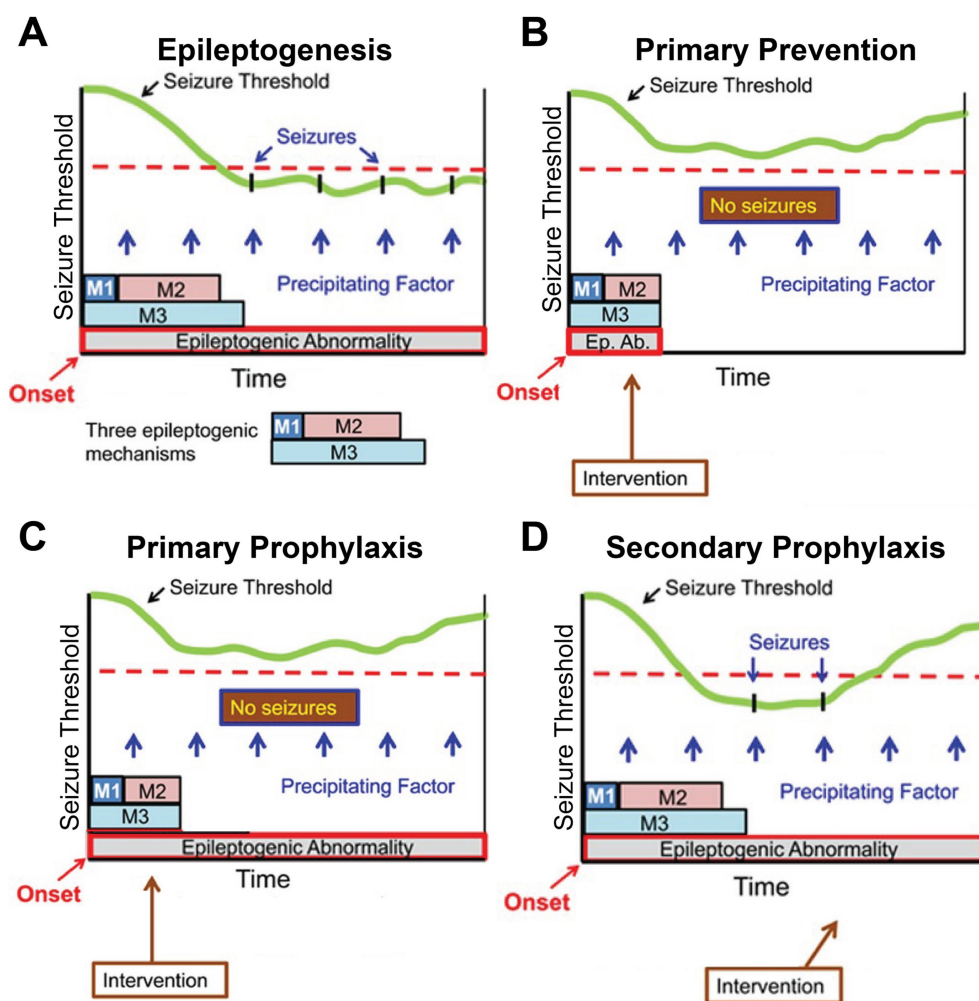 A
Epileptogenesis
Seizure Threshold
Seizures
Seizure Threshold
Precipitating Factor
M1
M2
M3
Epileptogenic Abnormality
Onset
Time
Three epileptogenic
mechanisms
M1
M2
M3
B
Primary Prevention
Seizure Threshold
Seizure Threshold
No seizures
Precipitating Factor
M1
M2
M3
Ep. Ab.
Onset
Time
Intervention
C
Primary Prophylaxis
Seizure Threshold
Seizure Threshold
No seizures
Precipitating Factor
M1
M2
M3
Epileptogenic Abnormality
Onset
Time
Intervention
D
Secondary Prophylaxis
Seizure Threshold
Seizures
Seizure Threshold
Precipitating Factor
M1
M2
M3
Epileptogenic Abnormality
Onset
Time
Intervention